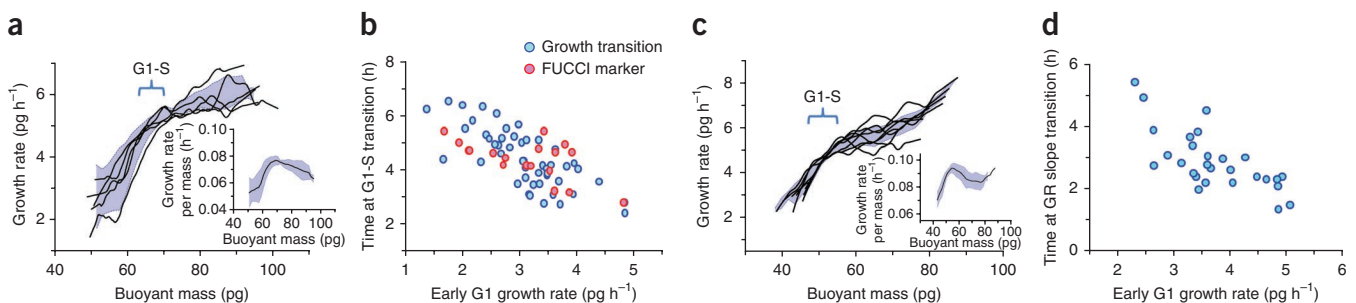 a
Growth rate (pg h⁻¹)
8
6
4
2
G1–S
Growth rate
per mass (h⁻¹)
0.10
0.08
0.06
0.04
40 60 80 100
Buoyant mass (pg)
40 60 80 100
Buoyant mass (pg)
b
Growth transition
FUCCI marker
Time at G1-S transition (h)
8
6
4
2
1 2 3 4 5
Early G1 growth rate (pg h⁻¹)
c
Growth rate (pg h⁻¹)
8
6
4
2
G1–S
Growth rate
per mass (h⁻¹)
0.10
0.08
0.06
40 60 80 100
Buoyant mass (pg)
40 60 80 100
Buoyant mass (pg)
d
Time at GR slope transition (h)
6
4
2
0
2 3 4 5 6
Early G1 growth rate (pg h⁻¹)